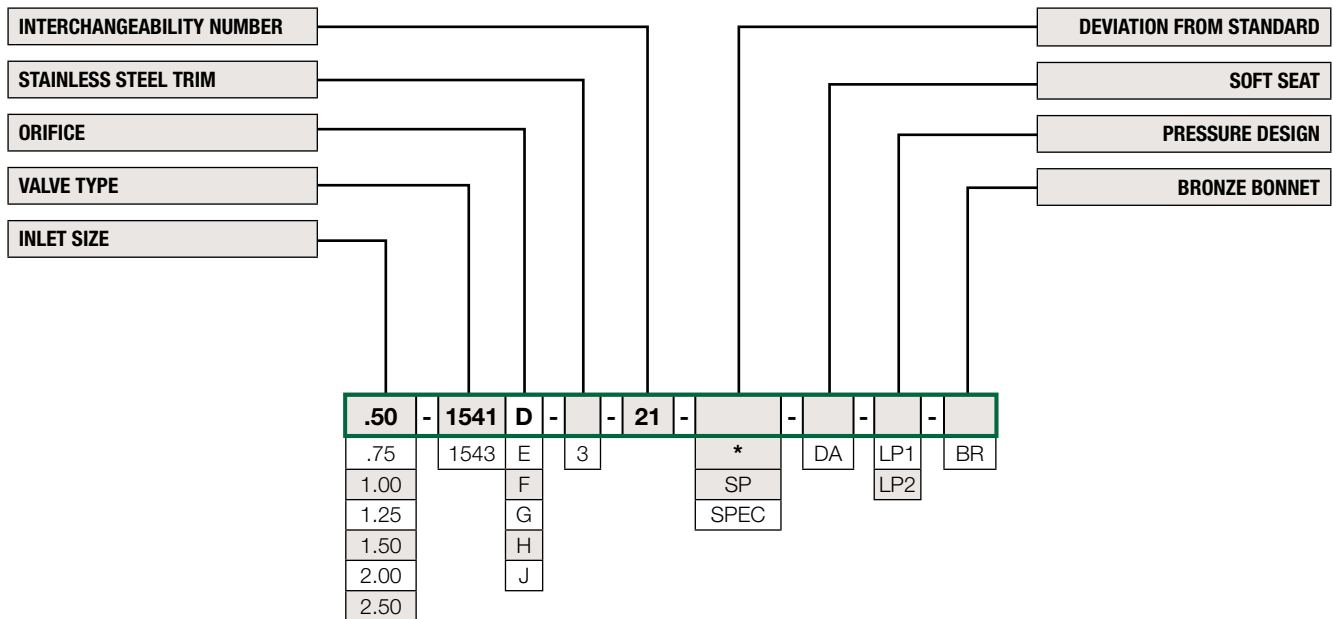 INTERCHANGEABILITY NUMBER DEVIATION FROM STANDARD
STAINLESS STEEL TRIM SOFT SEAT
ORIFICE PRESSURE DESIGN
VALVE TYPE BRONZE BONNET
INLET SIZE
.50 - 1541 D - - 21 - - - -
.75 1543 E 3 * DA LP1 BR
1.00 F SP LP2
1.25 G SPEC
1.50 H
2.00 J
2.50